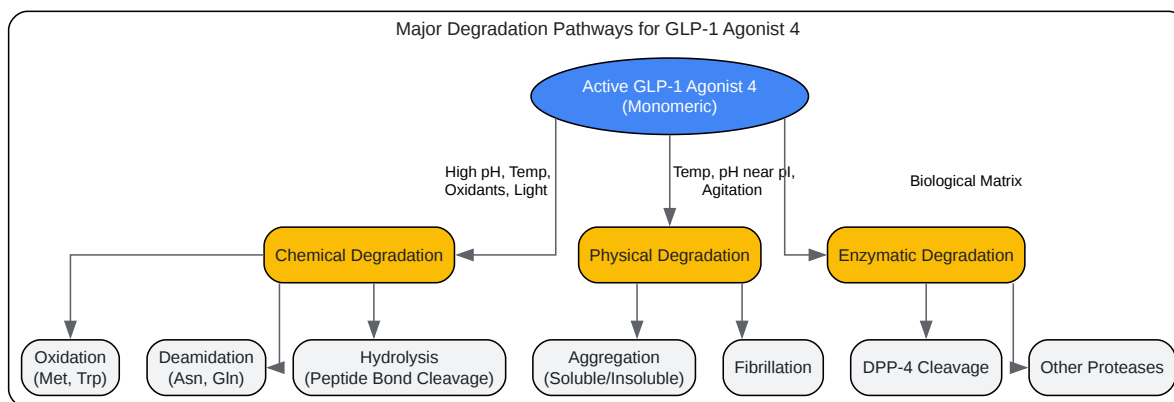 Major Degradation Pathways for GLP-1 Agonist 4
Active GLP-1 Agonist 4
(Monomeric)
High pH, Temp,
Oxidants, Light
Temp, pH near pI,
Agitation
Biological Matrix
Chemical Degradation
Physical Degradation
Enzymatic Degradation
Oxidation
(Met, Trp)
Deamidation
(Asn, Gln)
Hydrolysis
(Peptide Bond Cleavage)
Aggregation
(Soluble/Insoluble)
Fibrillation
DPP-4 Cleavage
Other Proteases